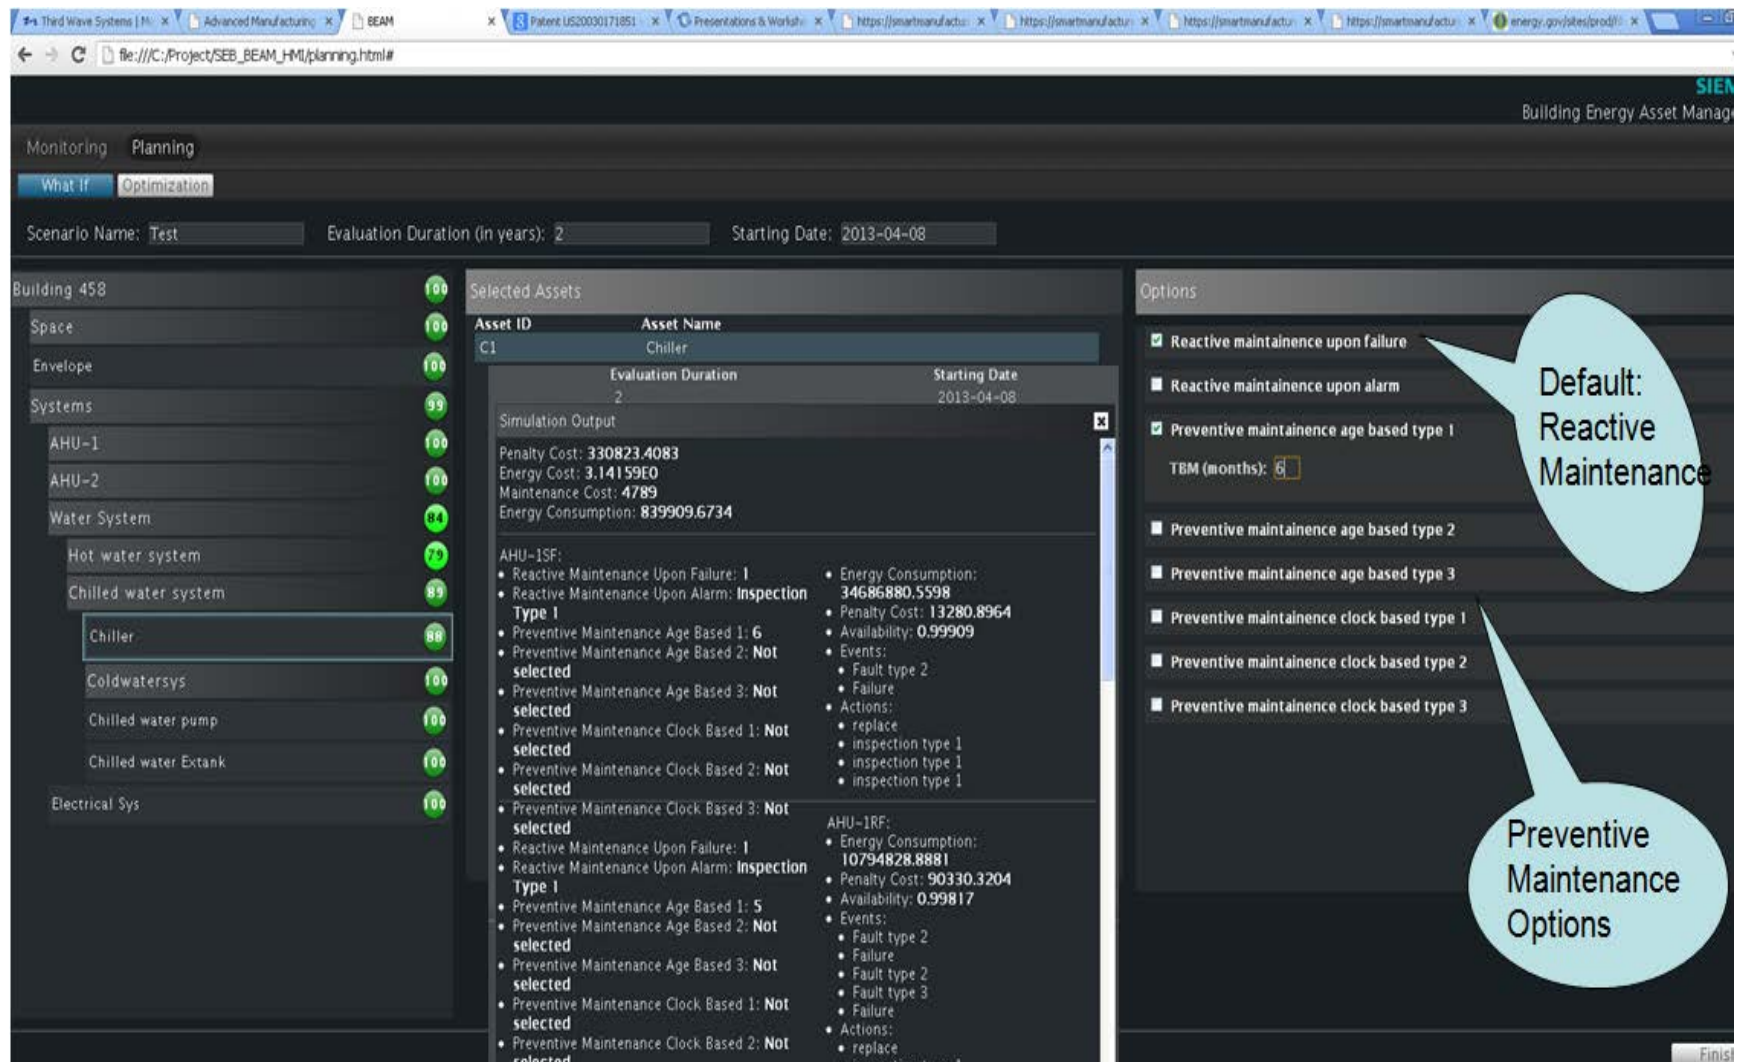 Third Wave Systems | M
Advanced Manufacturing
BEAM
Patent US20030171851
Presentations & Worksh
https://smartmanufactu
https://smartmanufactur
https://smartmanufactur
https://smartmanufactur
energy.gov/sites/prod/f
file:///C:/Project/SEB_BEAM_HMI/planning.html#
SIEM
Building Energy Asset Manage
Monitoring Planning
What If Optimization
Scenario Name: Test Evaluation Duration (in years): 2 Starting Date: 2013-04-08
Building 458 100
Space 100
Envelope 100
Systems 99
AHU-1 100
AHU-2 100
Water System 84
Hot water system 79
Chilled water system 89
Chiller 88
Coldwatersys 100
Chilled water pump 100
Chilled water Extank 100
Electrical Sys 100
Selected Assets
Asset ID Asset Name
C1 Chiller
Evaluation Duration Starting Date
2 2013-04-08
Simulation Output
Penalty Cost: 330823.4083
Energy Cost: 3.14159E0
Maintenance Cost: 4789
Energy Consumption: 839909.6734
AHU-1SF:
• Reactive Maintenance Upon Failure: 1
• Reactive Maintenance Upon Alarm: Inspection
Type 1
• Preventive Maintenance Age Based 1: 6
• Preventive Maintenance Age Based 2: Not
selected
• Preventive Maintenance Age Based 3: Not
selected
• Preventive Maintenance Clock Based 1: Not
selected
• Preventive Maintenance Clock Based 2: Not
selected
• Preventive Maintenance Clock Based 3: Not
selected
• Reactive Maintenance Upon Failure: 1
• Reactive Maintenance Upon Alarm: Inspection
Type 1
• Preventive Maintenance Age Based 1: 5
• Preventive Maintenance Age Based 2: Not
selected
• Preventive Maintenance Age Based 3: Not
selected
• Preventive Maintenance Clock Based 1: Not
selected
• Preventive Maintenance Clock Based 2: Not
selected
• Energy Consumption:
34686880.5598
• Penalty Cost: 13280.8964
• Availability: 0.99909
• Events:
• Fault type 2
• Failure
• Actions:
• replace
• inspection type 1
• inspection type 1
• inspection type 1
AHU-1RF:
• Energy Consumption:
10794828.8881
• Penalty Cost: 90330.3204
• Availability: 0.99817
• Events:
• Fault type 2
• Failure
• Fault type 2
• Fault type 3
• Failure
• Actions:
• replace
Options
Reactive maintainence upon failure
Reactive maintainence upon alarm
Preventive maintainence age based type 1
TBM (months): 6
Preventive maintainence age based type 2
Preventive maintainence age based type 3
Preventive maintainence clock based type 1
Preventive maintainence clock based type 2
Preventive maintainence clock based type 3
Default:
Reactive
Maintenance
Preventive
Maintenance
Options
Finish